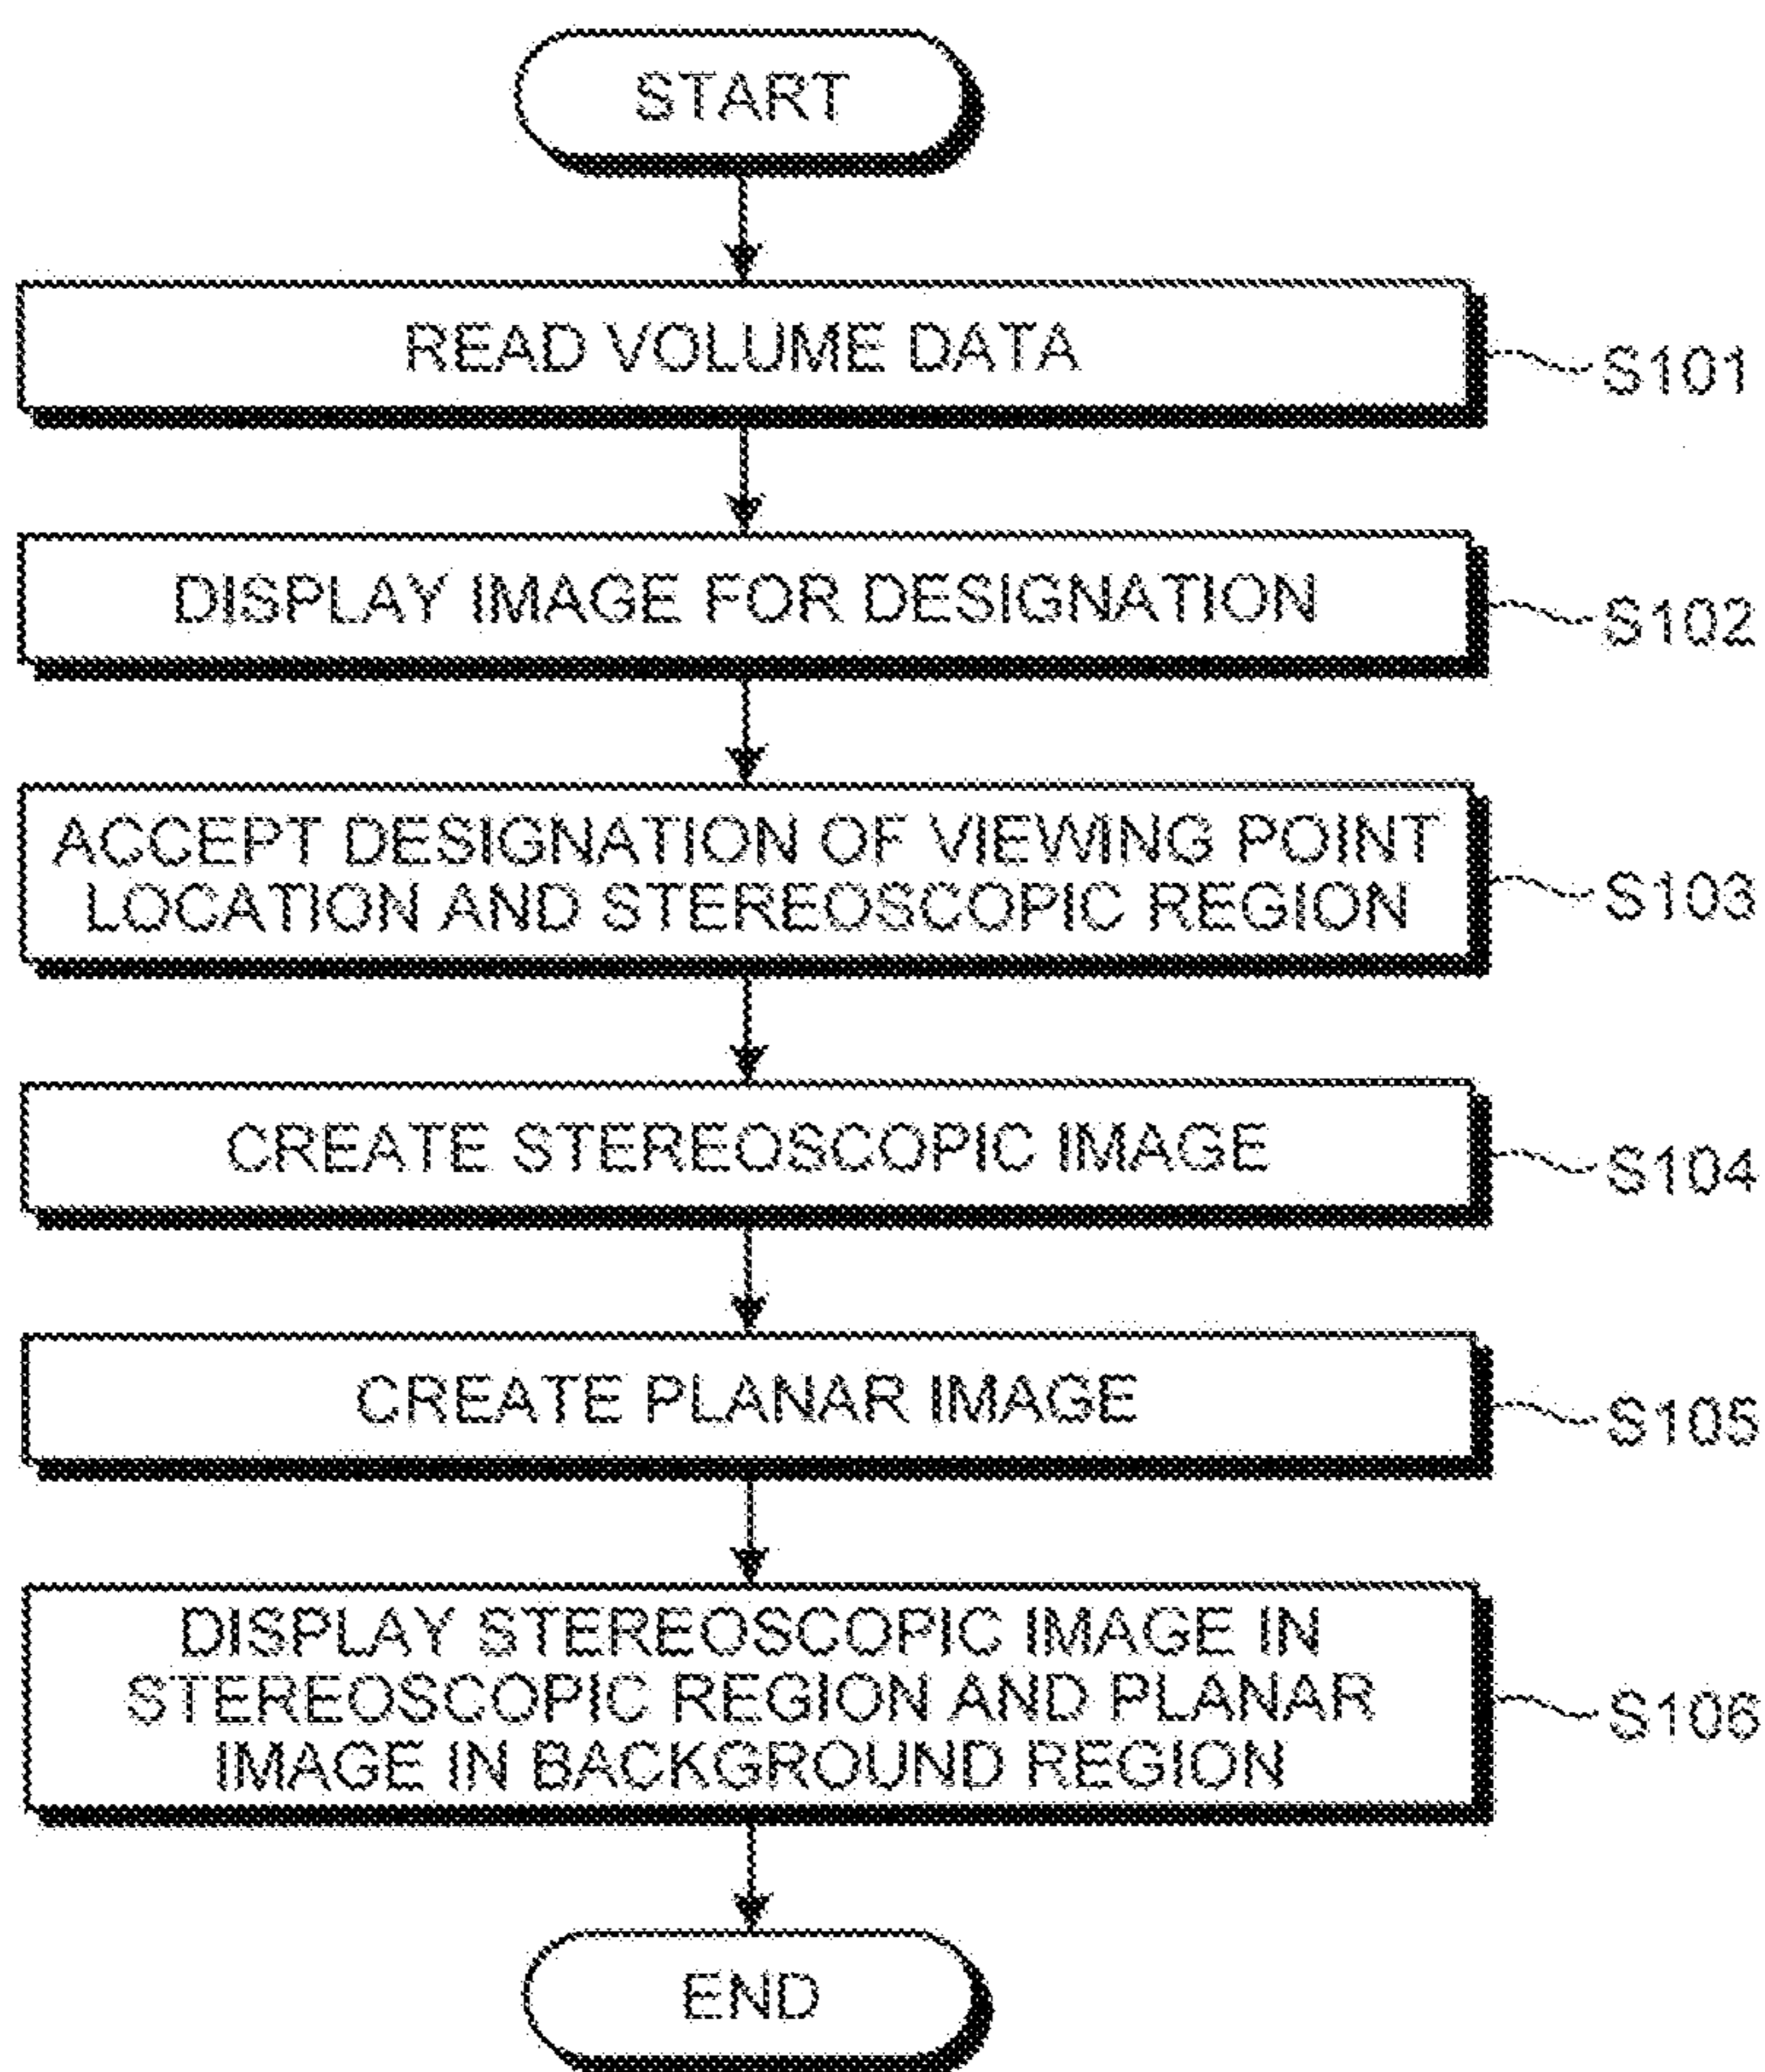 START
READ VOLUME DATA
S101
DISPLAY IMAGE FOR DESIGNATION
S102
ACCEPT DESIGNATION OF VIEWING POINT
LOCATION AND STEREOSCOPIC REGION
S103
CREATE STEREOSCOPIC IMAGE
S104
CREATE PLANAR IMAGE
S105
DISPLAY STEREOSCOPIC IMAGE IN
STEREOSCOPIC REGION AND PLANAR
IMAGE IN BACKGROUND REGION
S106
END